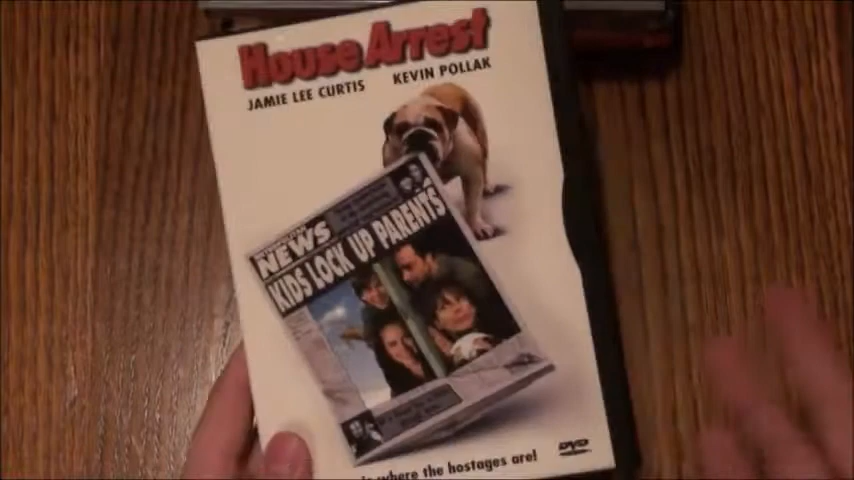 House Arrest
JAMIE LEE CURTIS KEVIN POLLAK
NEWS
KIDS LOCK UP PARENTS
where the hostages are!
DVD